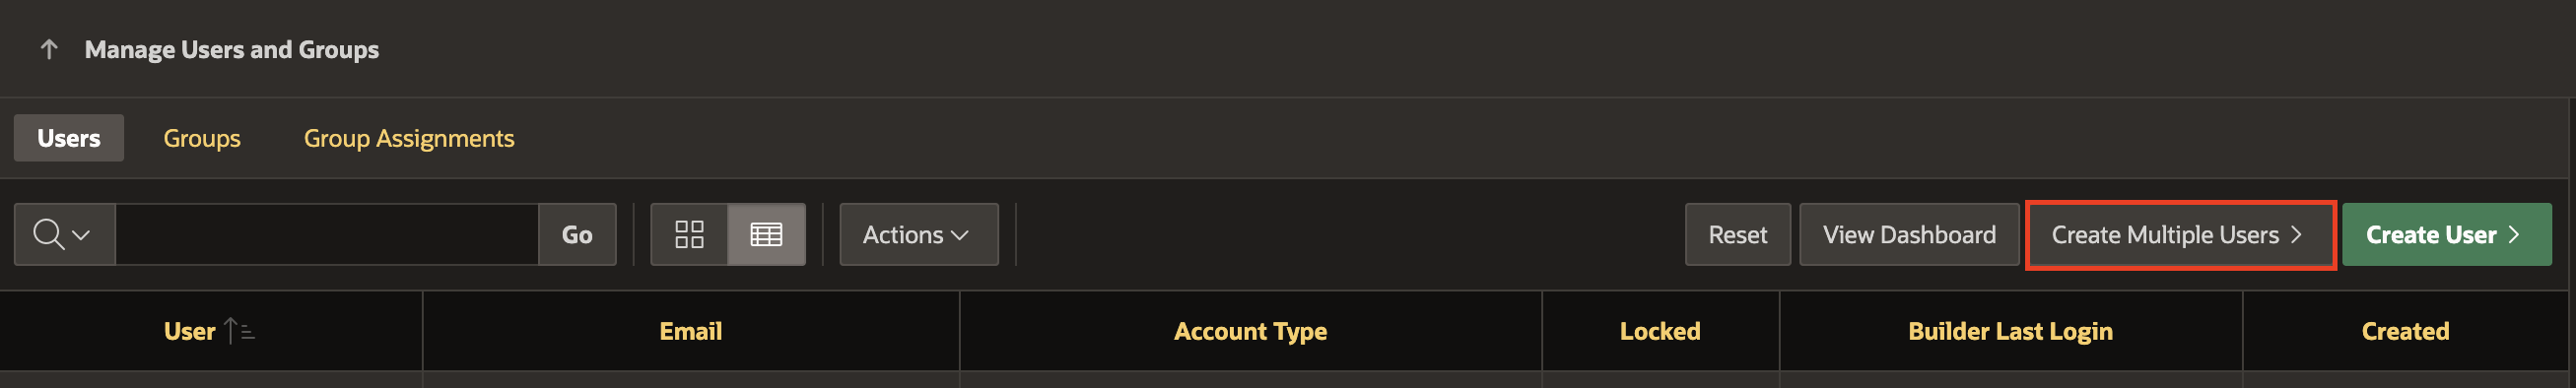 Manage Users and Groups
Users Groups Group Assignments
Go Actions Reset View Dashboard Create Multiple Users Create User
User Email Account Type Locked Builder Last Login Created